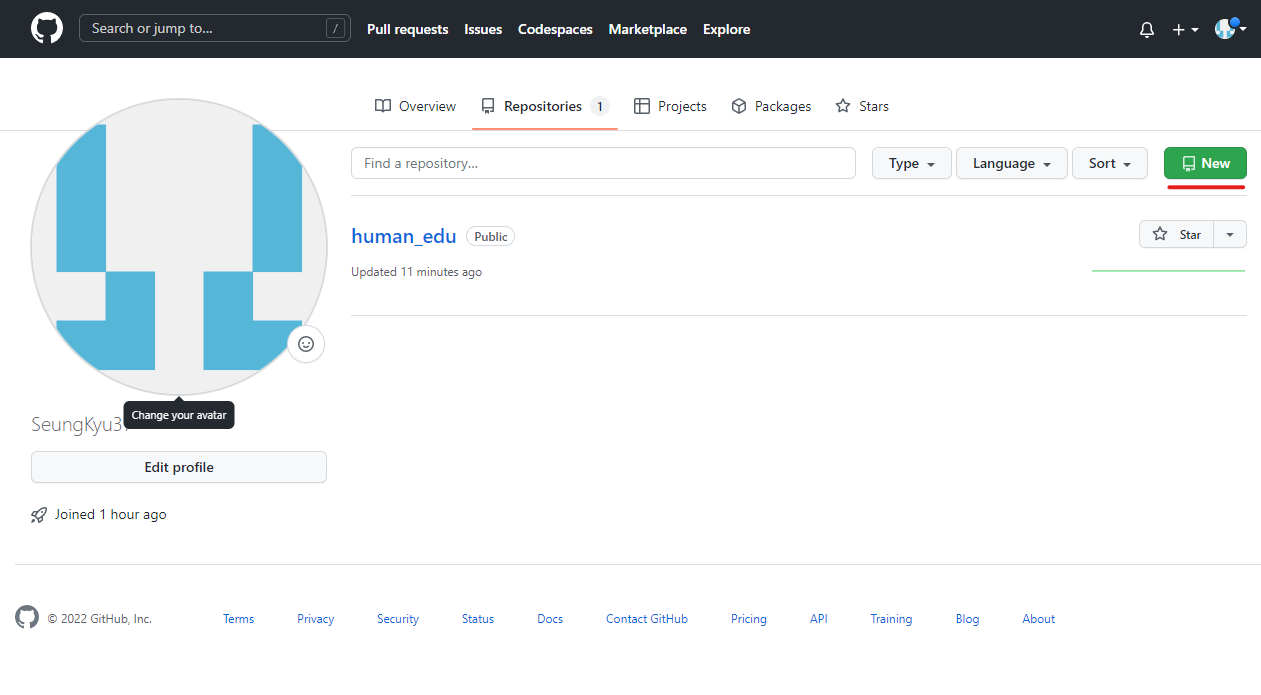 Search or jump to... / Pull requests Issues Codespaces Marketplace Explore
Overview Repositories 1 Projects Packages Stars
Find a repository... Type Language Sort New
human_edu Public Star
Updated 11 minutes ago
Change your avatar
Edit profile
Joined 1 hour ago
© 2022 GitHub, Inc. Terms Privacy Security Status Docs Contact GitHub Pricing API Training Blog About